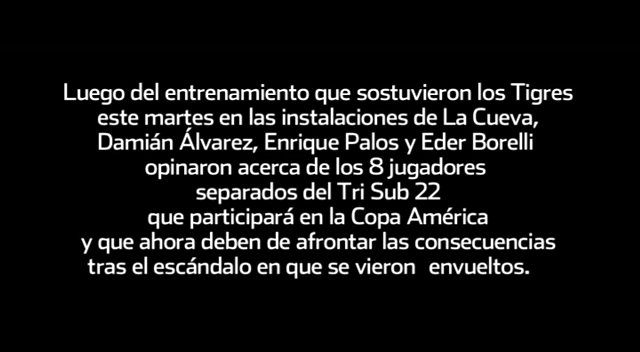 Luego del entrenamiento que sostuvieron los Tigres
este martes en las instalaciones de La Cueva,
Damián Álvarez, Enrique Palos y Eder Borelli
opinaron acerca de los 8 jugadores
separados del Tri Sub 22
que participará en la Copa América
y que ahora deben de afrontar las consecuencias
tras el escándalo en que se vieron envueltos.